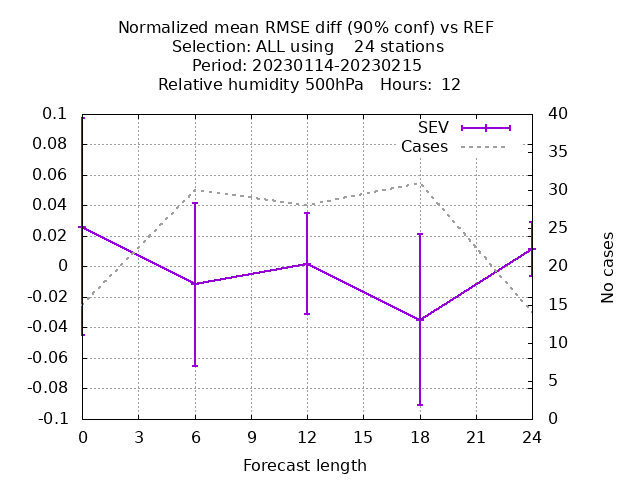 Normalized mean RMSE diff (90% conf) vs REF
Selection: ALL using    24 stations
Period: 20230114-20230215
Relative humidity 500hPa   Hours:  12
SEV
Cases
0.1
0.08
0.06
0.04
0.02
0
-0.02
-0.04
-0.06
-0.08
-0.1
40
35
30
25
20
15
10
5
0
No cases
0 3 6 9 12 15 18 21 24
Forecast length